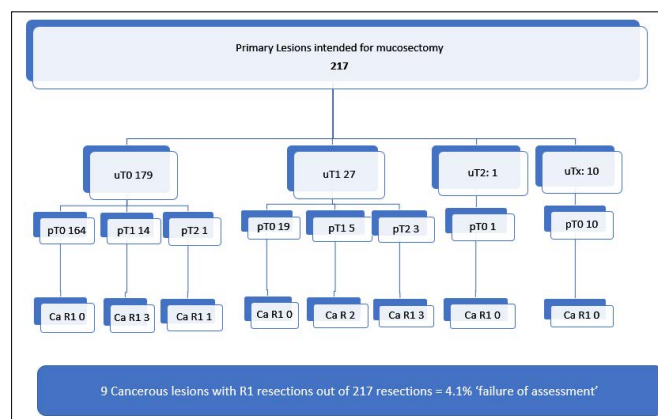 Primary Lesions intended for mucosectomy
217
uT0 179
uT1 27
uT2: 1
uTx: 10
pT0 164
pT1 14
pT2 1
pT0 19
pT1 5
pT2 3
pT0 1
pT0 10
Ca R1 0
Ca R1 3
Ca R1 1
Ca R1 0
Ca R 2
Ca R1 3
Ca R1 0
Ca R1 0
9 Cancerous lesions with R1 resections out of 217 resections = 4.1% ‘failure of assessment’